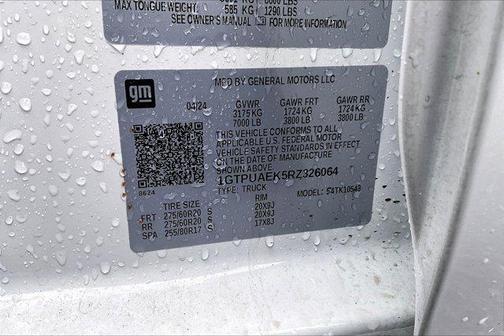 MAX TONGUE WEIGHT: 585 KG 1290 LBS
SEE OWNER'S MANUAL FOR MORE INFORMATION
gm
MFD BY GENERAL MOTORS LLC
04/24 GVWR GAWR FRT GAWR RR
3175 KG 1724 KG 1724 KG
7000 LB 3800 LB 3800 LB
THIS VEHICLE CONFORMS TO ALL
APPLICABLE U.S. FEDERAL MOTOR
VEHICLE SAFETY STANDARDS IN EFFECT
ON THE DATE OF MANUFACTURE
SHOWN ABOVE.
1GTPUAEK5RZ326064
8624
TYPE: TRUCK MODEL: S4TK10543
TIRE SIZE RIM
FRT 275/60R20 S 20X9J
RR 275/60R20 S 20X9J
SPA 255/80R17 S 17X8J